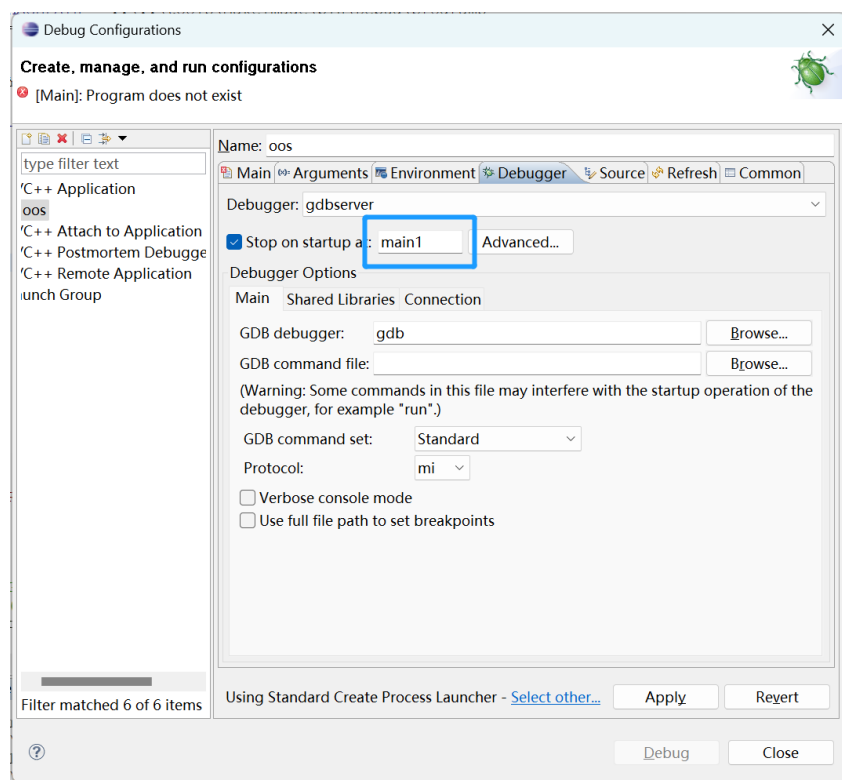 Debug Configurations
Create, manage, and run configurations
[Main]: Program does not exist
type filter text
'C++ Application
oos
'C++ Attach to Application
'C++ Postmortem Debugge
'C++ Remote Application
unch Group
Filter matched 6 of 6 items
Name: oos
Main Arguments Environment Debugger Source Refresh Common
Debugger: gdbserver
Stop on startup at: main1 Advanced...
Debugger Options
Main Shared Libraries Connection
GDB debugger: gdb Browse...
GDB command file: Browse...
(Warning: Some commands in this file may interfere with the startup operation of the
debugger, for example "run".)
GDB command set: Standard
Protocol: mi
Verbose console mode
Use full file path to set breakpoints
Using Standard Create Process Launcher - Select other... Apply Revert
Debug Close